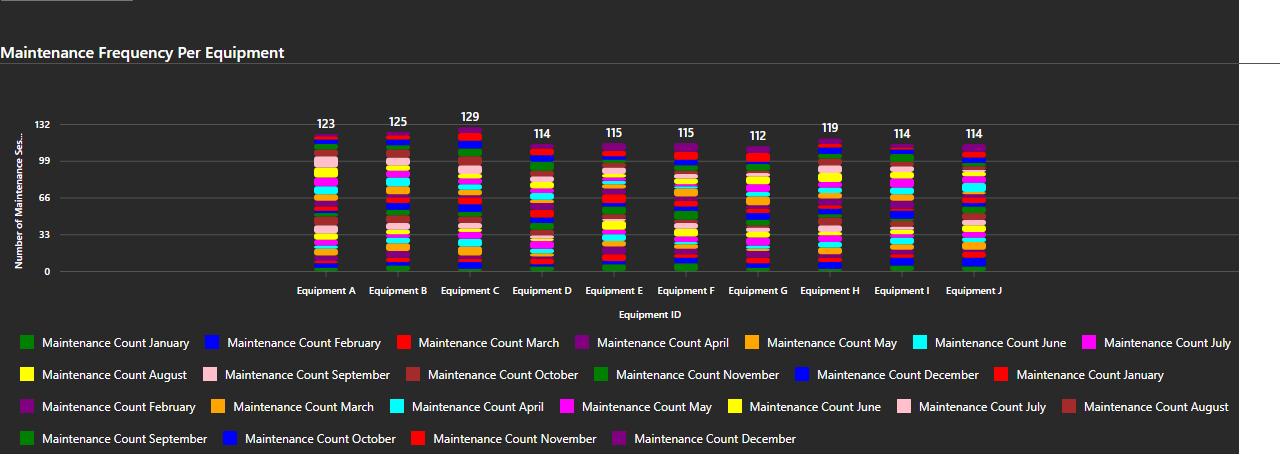 Maintenance Frequency Per Equipment
Number of Maintenance Ses...
132
99
66
33
0
123
125
129
114
115
115
112
119
114
114
Equipment A Equipment B Equipment C Equipment D Equipment E Equipment F Equipment G Equipment H Equipment I Equipment J
Equipment ID
Maintenance Count January Maintenance Count February Maintenance Count March Maintenance Count April Maintenance Count May Maintenance Count June Maintenance Count July
Maintenance Count August Maintenance Count September Maintenance Count October Maintenance Count November Maintenance Count December Maintenance Count January
Maintenance Count February Maintenance Count March Maintenance Count April Maintenance Count May Maintenance Count June Maintenance Count July Maintenance Count August
Maintenance Count September Maintenance Count October Maintenance Count November Maintenance Count December